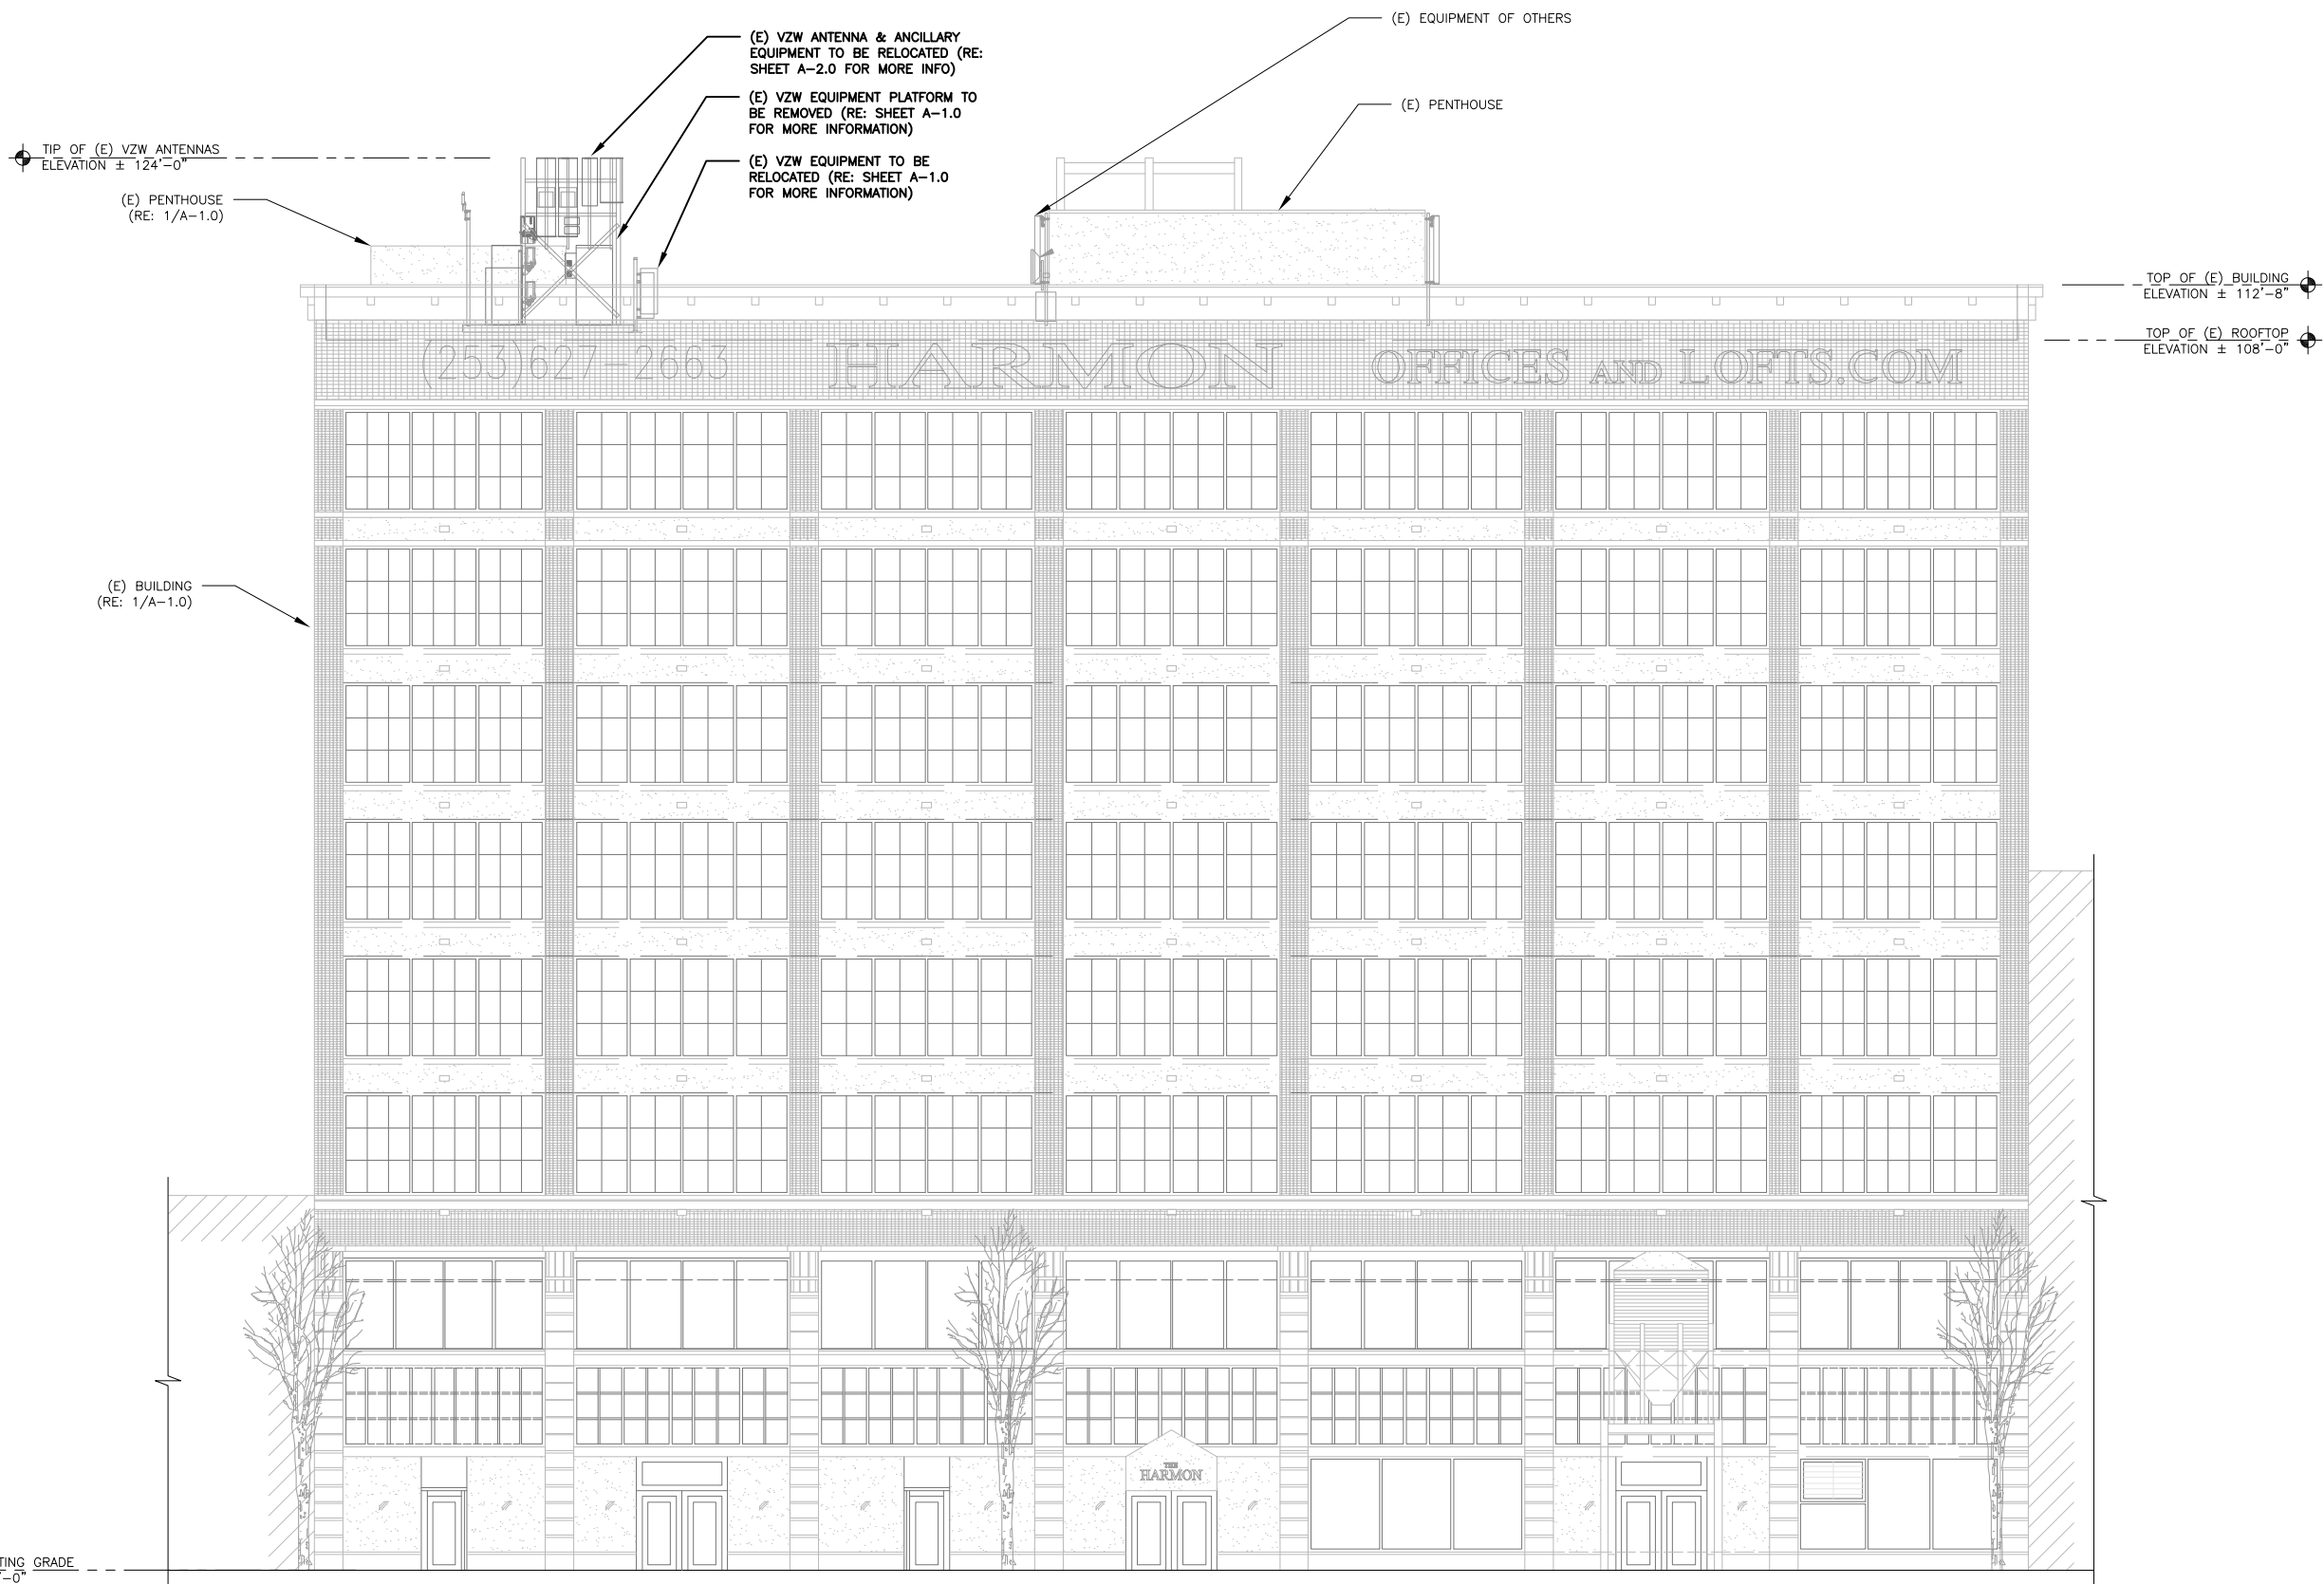 (E) EQUIPMENT OF OTHERS
(E) VZW ANTENNA & ANCILLARY
EQUIPMENT TO BE RELOCATED (RE:
SHEET A-2.0 FOR MORE INFO)
(E) VZW EQUIPMENT PLATFORM TO
BE REMOVED (RE: SHEET A-1.0
FOR MORE INFORMATION)
(E) PENTHOUSE
TIP OF (E) VZW ANTENNAS
ELEVATION ± 124'-0"
(E) VZW EQUIPMENT TO BE
RELOCATED (RE: SHEET A-1.0
FOR MORE INFORMATION)
(E) PENTHOUSE
(RE: 1/A-1.0)
TOP OF (E) BUILDING
ELEVATION ± 112'-8"
TOP OF (E) ROOFTOP
ELEVATION ± 108'-0"
(253)627-2663 HARMON OFFICES AND LOFTS.COM
(E) BUILDING
(RE: 1/A-1.0)
THE
HARMON
TING GRADE
'-0"